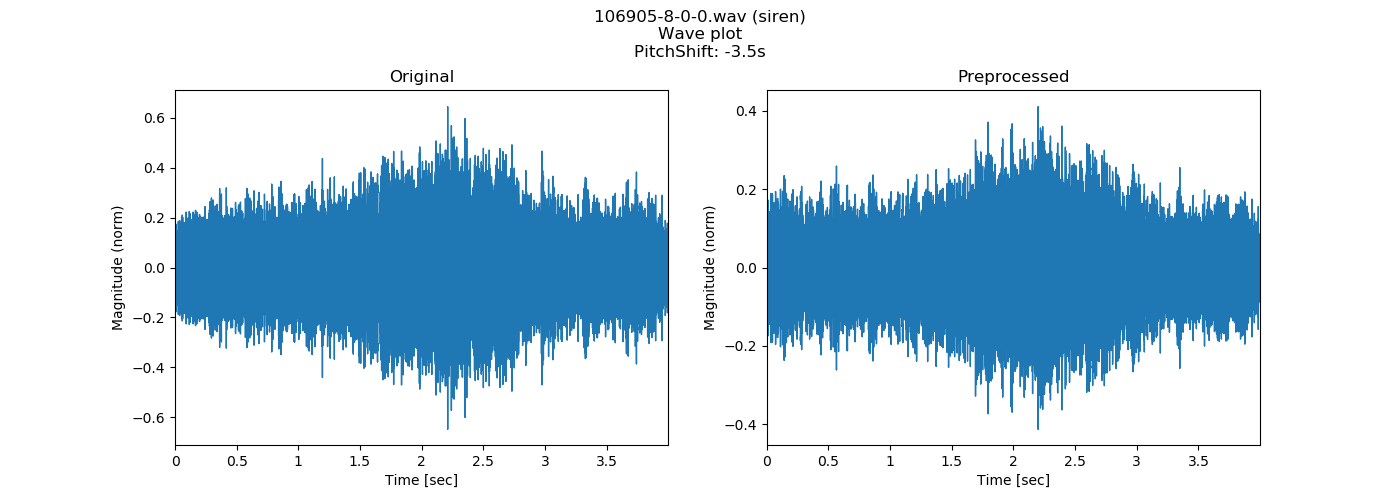 106905-8-0-0.wav (siren)
Wave plot
PitchShift: -3.5s
Original
Magnitude (norm)
0.6
0.4
0.2
0.0
−0.2
−0.4
−0.6
0 0.5 1 1.5 2 2.5 3 3.5
Time [sec]
Preprocessed
Magnitude (norm)
0.4
0.2
0.0
−0.2
−0.4
0 0.5 1 1.5 2 2.5 3 3.5
Time [sec]